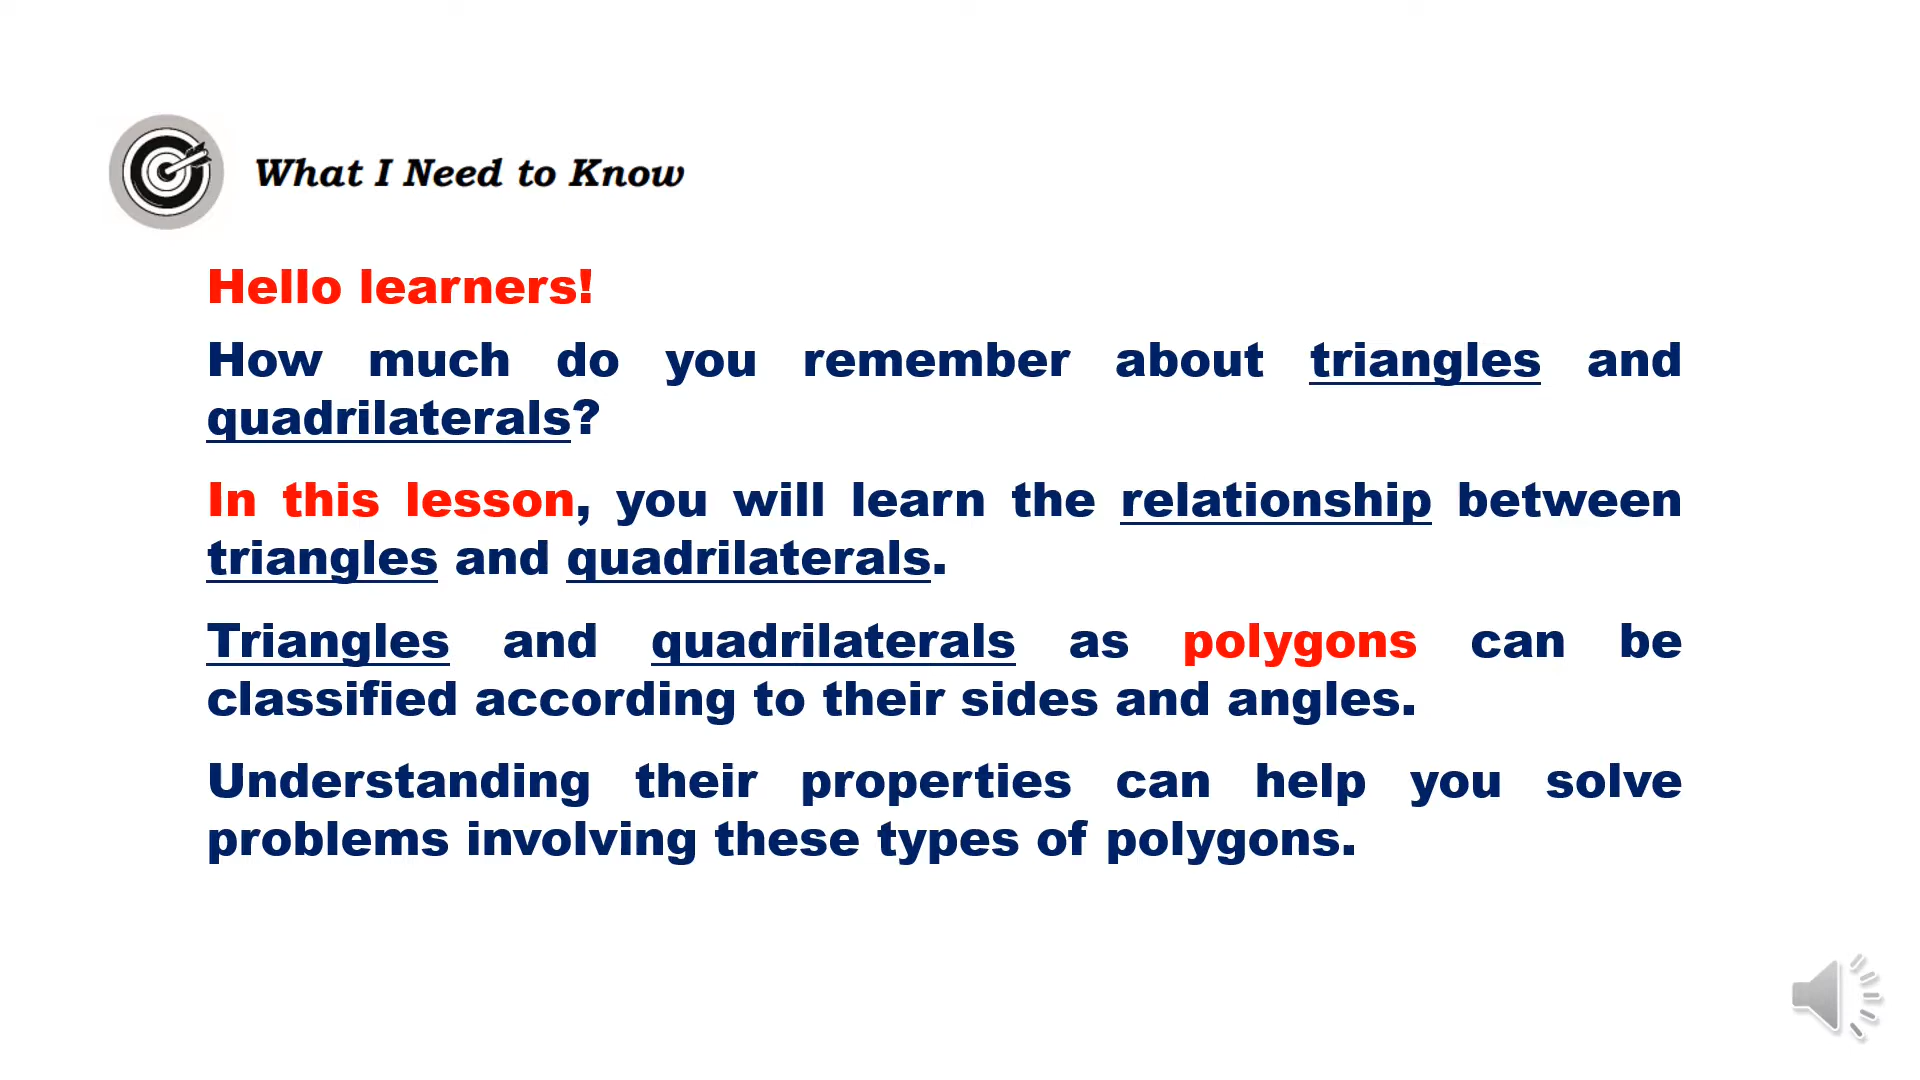 What I Need to Know
Hello learners!
How much do you remember about triangles and
quadrilaterals?
In this lesson, you will learn the relationship between
triangles and quadrilaterals.
Triangles and quadrilaterals as polygons can be
classified according to their sides and angles.
Understanding their properties can help you solve
problems involving these types of polygons.